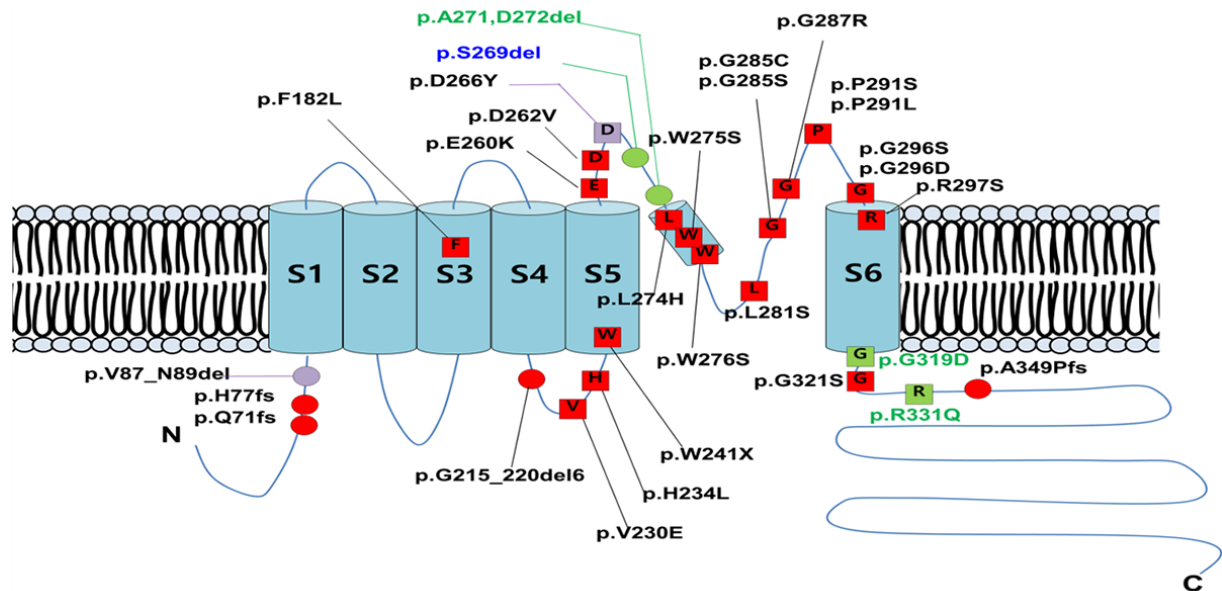 p.A271,D272del
p.G287R
p.S269del
p.G285C
p.G285S
p.D266Y
p.P291S
p.P291L
p.F182L
p.D262V
D
P
p.W275S
p.E260K
D
p.G296S
p.G296D
E
G
G
p.R297S
L
R
W
G
F
W
S1
S2
S3
S4
S5
S6
p.L274H
L
p.L281S
W
p.W276S
G
p.G319D
p.V87_N89del
p.H77fs
H
p.G321S
G
p.A349Pfs
R
p.Q71fs
V
p.R331Q
N
p.W241X
p.G215_220del6
p.H234L
p.V230E
C